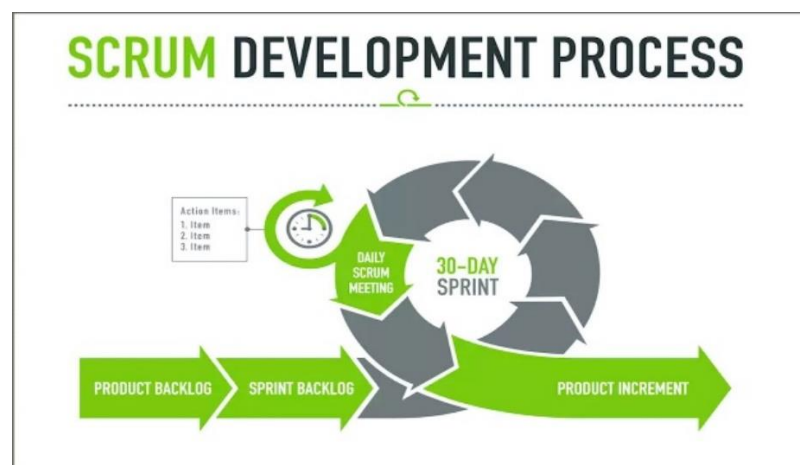 SCRUM DEVELOPMENT PROCESS
Action Items:
1. Item
2. Item
3. Item
DAILY
SCRUM
MEETING
30-DAY
SPRINT
PRODUCT BACKLOG
SPRINT BACKLOG
PRODUCT INCREMENT